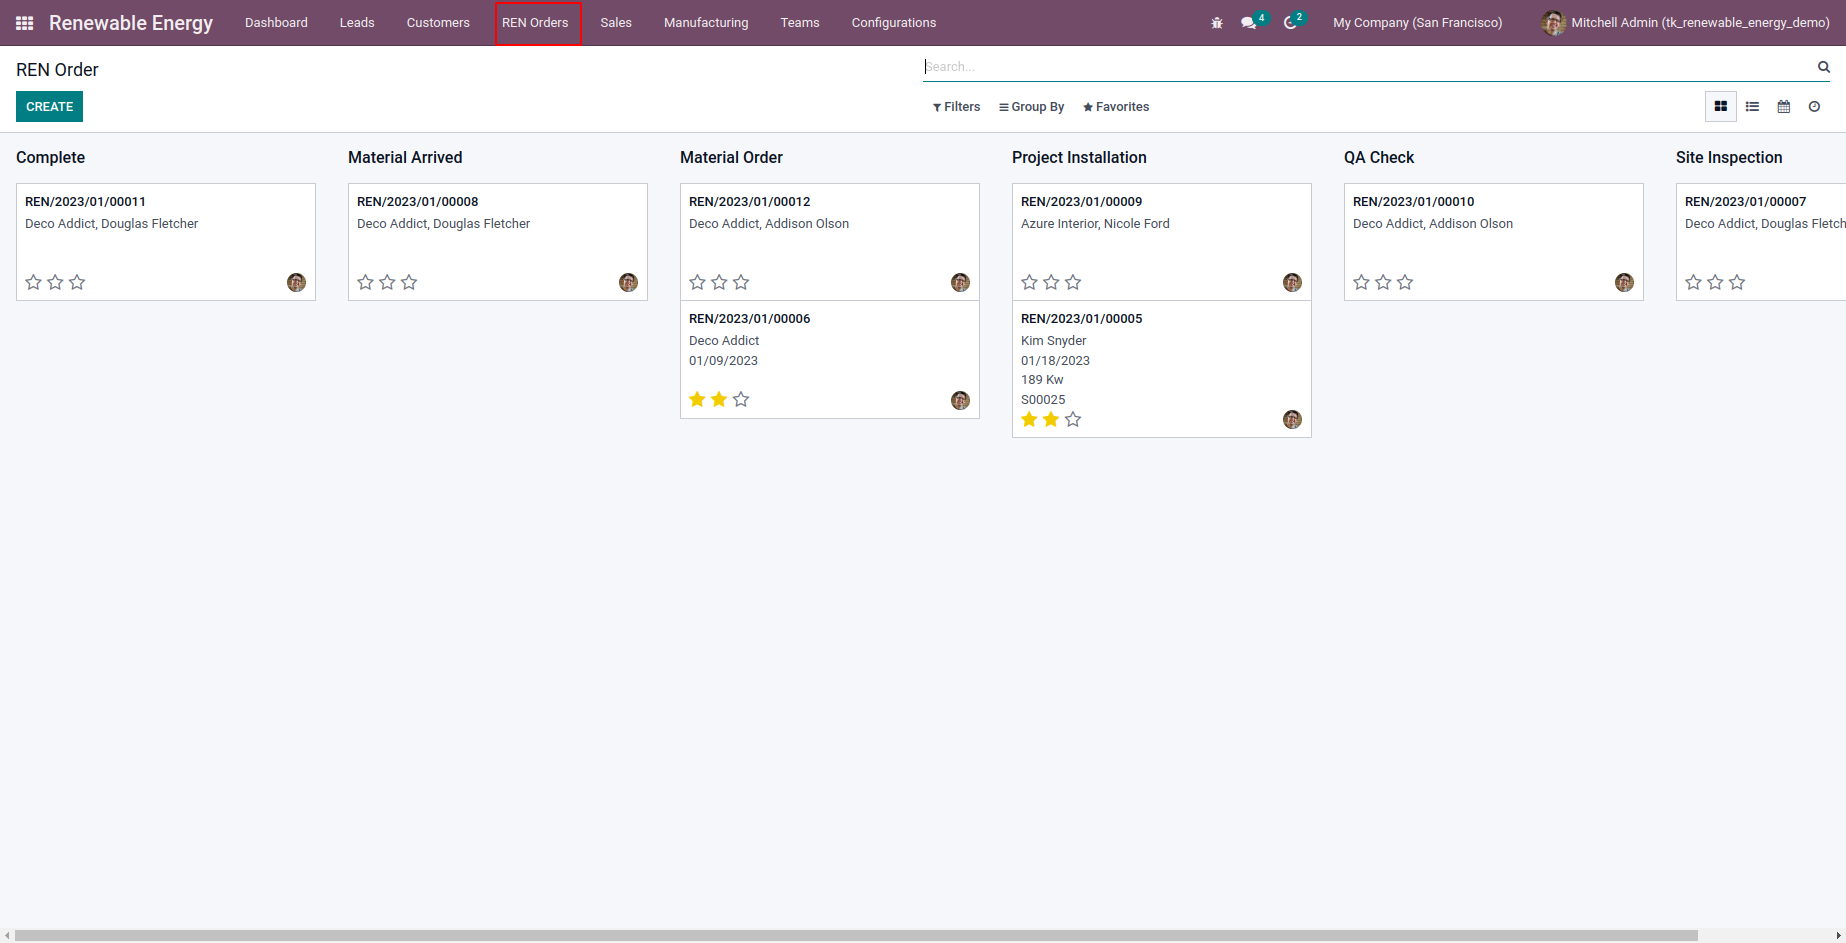 Renewable Energy Dashboard Leads Customers REN Orders Sales Manufacturing Teams Configurations 4 2 My Company (San Francisco) Mitchell Admin (tk_renewable_energy_demo)
REN Order
Search...
CREATE
Filters Group By Favorites
Complete
REN/2023/01/00011
Deco Addict, Douglas Fletcher
Material Arrived
REN/2023/01/00008
Deco Addict, Douglas Fletcher
Material Order
REN/2023/01/00012
Deco Addict, Addison Olson
REN/2023/01/00006
Deco Addict
01/09/2023
Project Installation
REN/2023/01/00009
Azure Interior, Nicole Ford
REN/2023/01/00005
Kim Snyder
01/18/2023
189 Kw
S00025
QA Check
REN/2023/01/00010
Deco Addict, Addison Olson
Site Inspection
REN/2023/01/00007
Deco Addict, Douglas Fletch